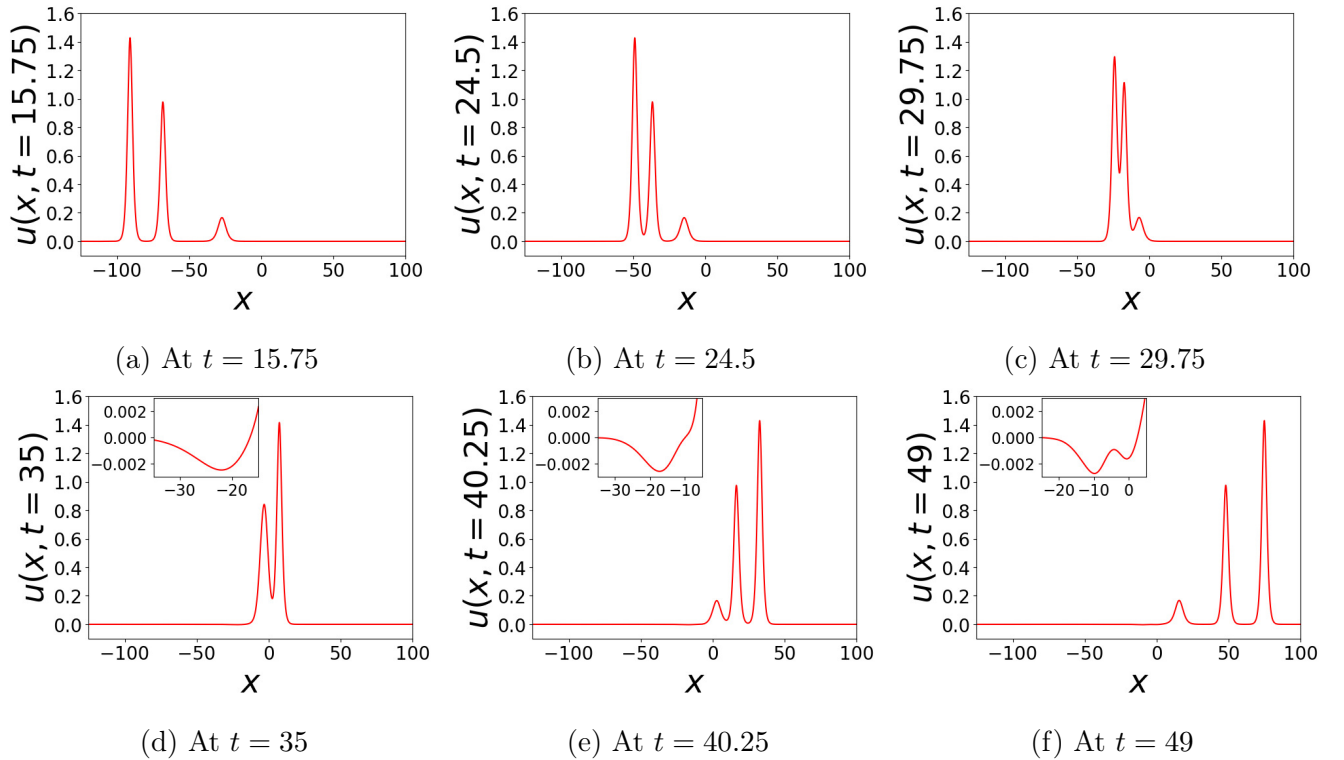 u(x, t = 15.75)
1.6
1.4
1.2
1.0
0.8
0.6
0.4
0.2
0.0
−100 −50 0 50 100
x
(a) At t = 15.75
u(x, t = 24.5)
1.6
1.4
1.2
1.0
0.8
0.6
0.4
0.2
0.0
−100 −50 0 50 100
x
(b) At t = 24.5
u(x, t = 29.75)
1.6
1.4
1.2
1.0
0.8
0.6
0.4
0.2
0.0
−100 −50 0 50 100
x
(c) At t = 29.75
u(x, t = 35)
1.6
1.4
1.2
1.0
0.8
0.6
0.4
0.2
0.0
0.002
0.000
−0.002
−30 −20
−100 −50 0 50 100
x
(d) At t = 35
u(x, t = 40.25)
1.6
1.4
1.2
1.0
0.8
0.6
0.4
0.2
0.0
0.002
0.000
−0.002
−30 −20 −10
−100 −50 0 50 100
x
(e) At t = 40.25
u(x, t = 49)
1.6
1.4
1.2
1.0
0.8
0.6
0.4
0.2
0.0
0.002
0.000
−0.002
−20 −10 0
−100 −50 0 50 100
x
(f) At t = 49